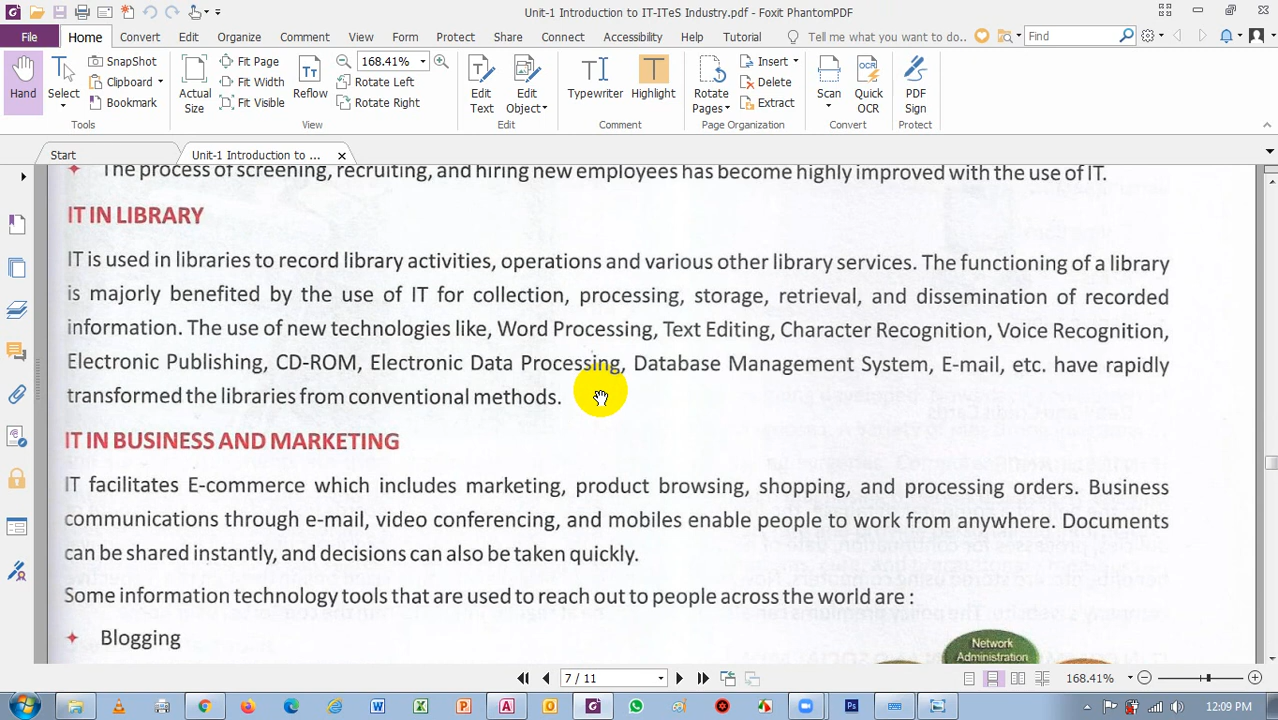 Unit-1 Introduction to IT-ITeS Industry.pdf - Foxit PhantomPDF
File Home Convert Edit Organize Comment View Form Protect Share Connect Accessibility Help Tutorial Tell me what you want to do.. Find
Hand
Select
SnapShot
Clipboard
Bookmark
Tools
Actual Size
Fit Page
Fit Width
Fit Visible
Reflow
168.41%
Rotate Left
Rotate Right
View
Edit Text
Edit Object
Edit
Typewriter
Highlight
Comment
Rotate Pages
Insert
Delete
Extract
Page Organization
Scan
Quick OCR
Convert
PDF Sign
Protect
Start
Unit-1 Introduction to ...
The process of screening, recruiting, and hiring new employees has become highly improved with the use of IT.
IT IN LIBRARY
IT is used in libraries to record library activities, operations and various other library services. The functioning of a library
is majorly benefited by the use of IT for collection, processing, storage, retrieval, and dissemination of recorded
information. The use of new technologies like, Word Processing, Text Editing, Character Recognition, Voice Recognition,
Electronic Publishing, CD-ROM, Electronic Data Processing, Database Management System, E-mail, etc. have rapidly
transformed the libraries from conventional methods.
IT IN BUSINESS AND MARKETING
IT facilitates E-commerce which includes marketing, product browsing, shopping, and processing orders. Business
communications through e-mail, video conferencing, and mobiles enable people to work from anywhere. Documents
can be shared instantly, and decisions can also be taken quickly.
Some information technology tools that are used to reach out to people across the world are :
Blogging
Network
Administration
7 / 11
168.41%
12:09 PM